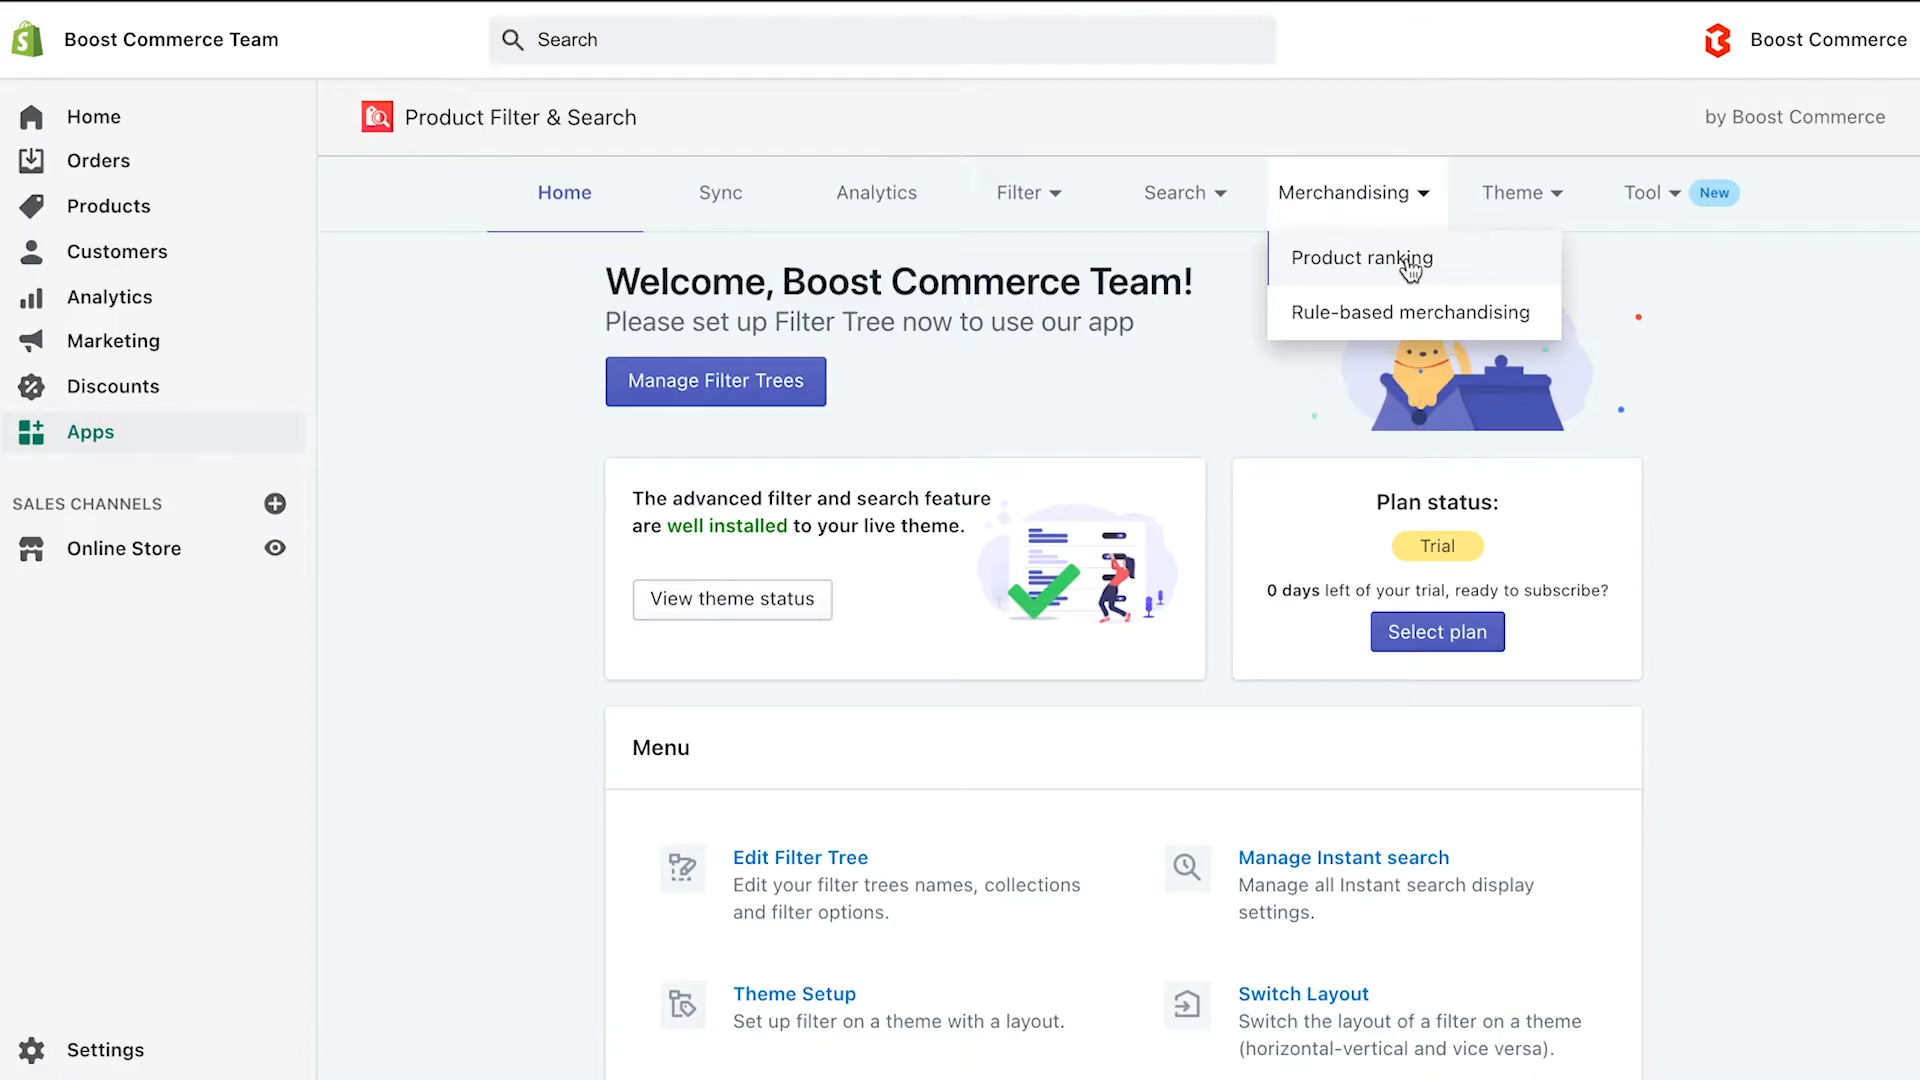 Boost Commerce Team
Search
Boost Commerce
Home
Orders
Products
Customers
Analytics
Marketing
Discounts
Apps
SALES CHANNELS
Online Store
Settings
Product Filter & Search
by Boost Commerce
Home
Sync
Analytics
Filter
Search
Merchandising
Theme
Tool
New
Product ranking
Rule-based merchandising
Welcome, Boost Commerce Team!
Please set up Filter Tree now to use our app
Manage Filter Trees
The advanced filter and search feature
are well installed to your live theme.
View theme status
Plan status:
Trial
0 days left of your trial, ready to subscribe?
Select plan
Menu
Edit Filter Tree
Edit your filter trees names, collections
and filter options.
Manage Instant search
Manage all Instant search display
settings.
Theme Setup
Set up filter on a theme with a layout.
Switch Layout
Switch the layout of a filter on a theme
(horizontal-vertical and vice versa).